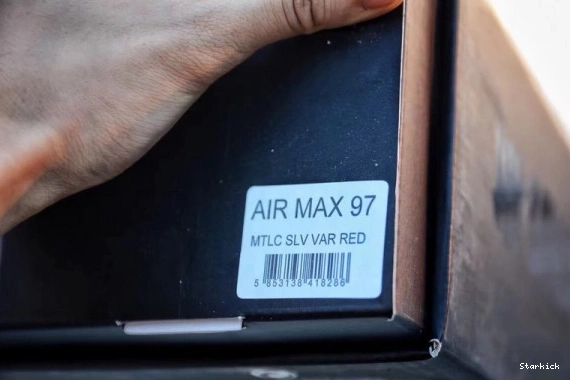 AIR MAX 97
MTLC SLV VAR RED
5 853138 418286
Starkick